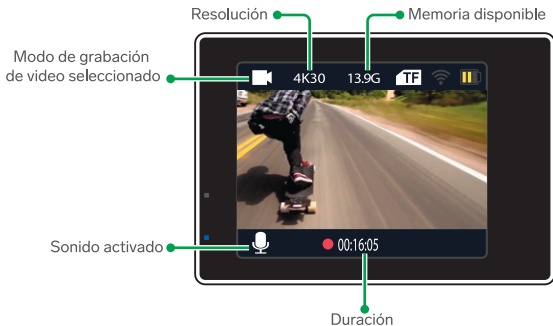 Resolución
Memoria disponible
Modo de grabación
de video seleccionado
4K30
13.9G
TF
Sonido activado
00:16:05
Duración